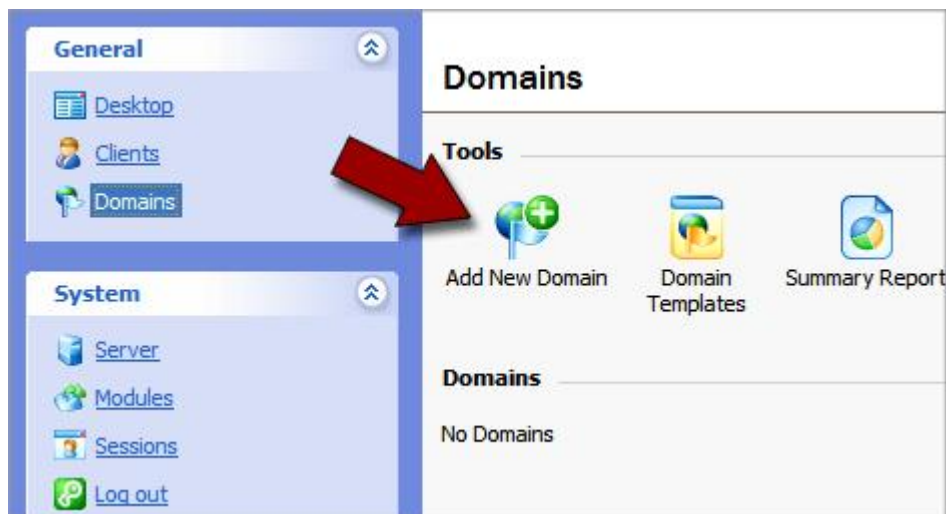 General
Desktop
Clients
Domains
System
Server
Modules
Sessions
Log out
Domains
Tools
Add New Domain
Domain
Templates
Summary Report
Domains
No Domains